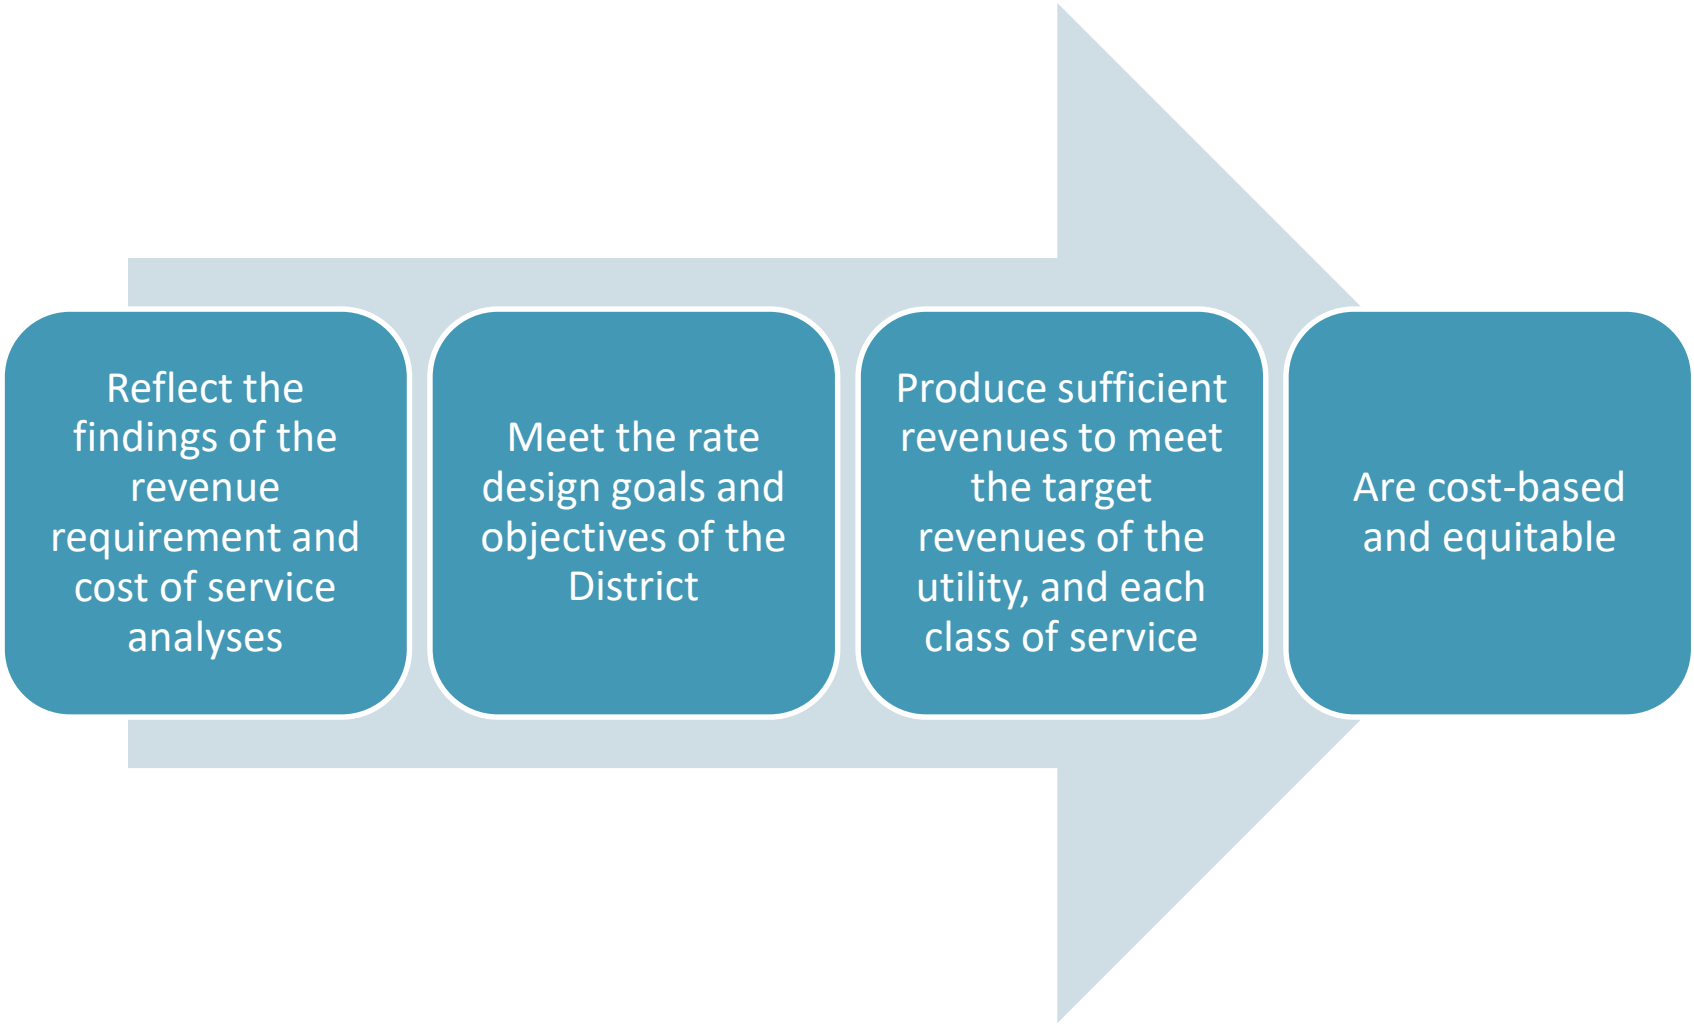 Reflect the
findings of the
revenue
requirement and
cost of service
analyses
Meet the rate
design goals and
objectives of the
District
Produce sufficient
revenues to meet
the target
revenues of the
utility, and each
class of service
Are cost-based
and equitable